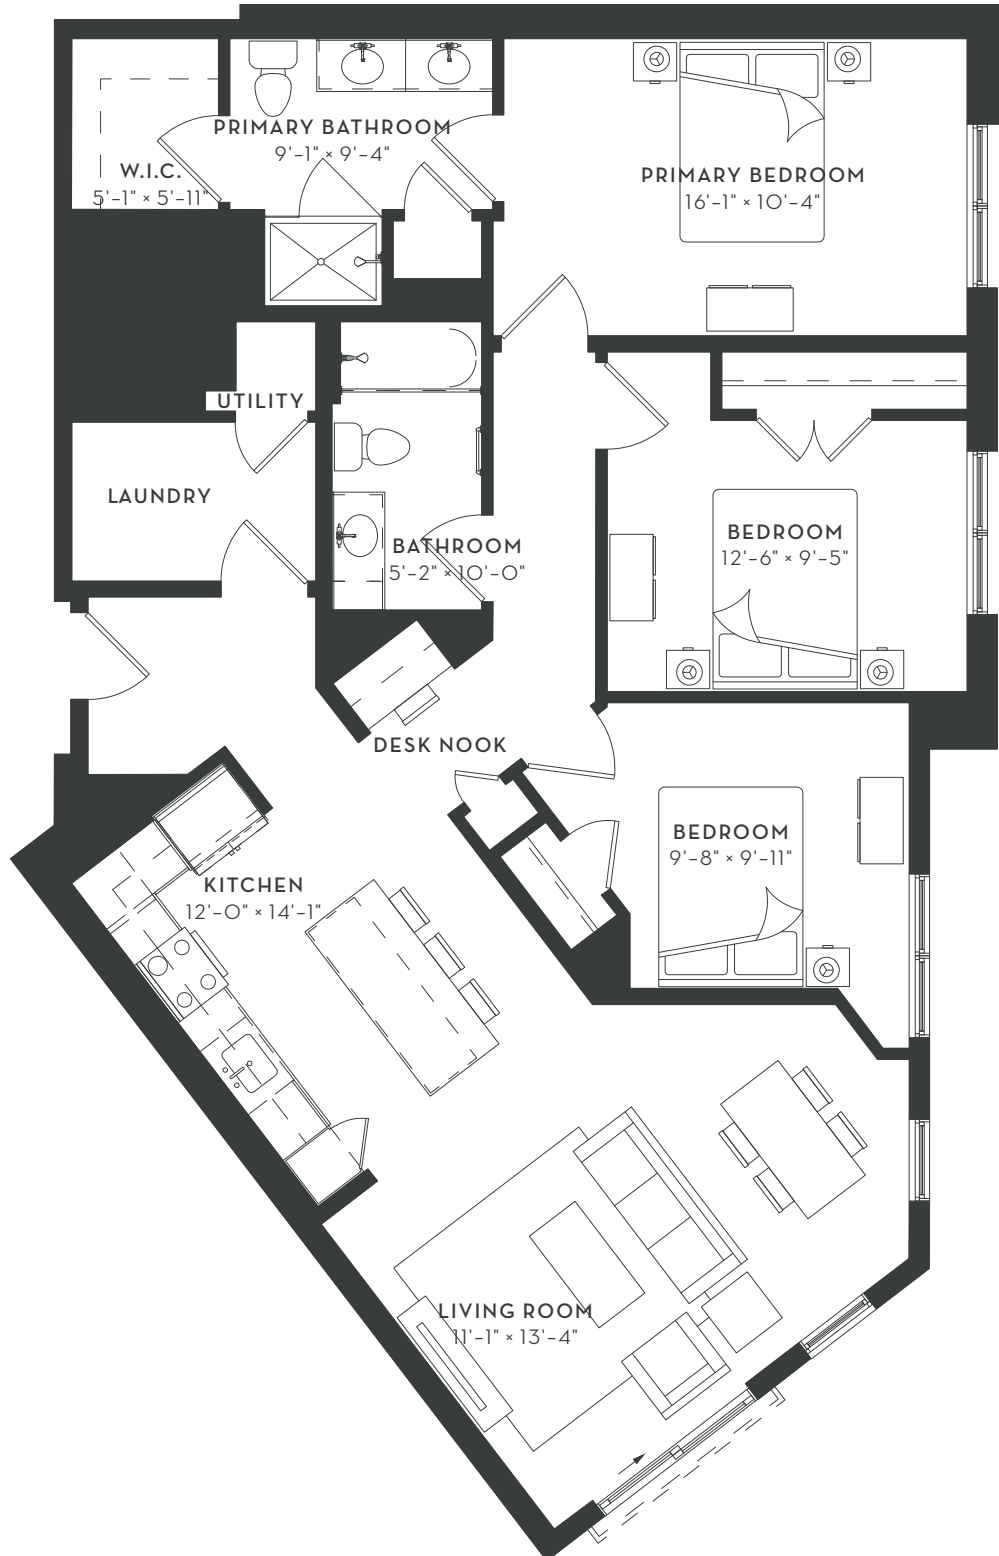 PRIMARY BATHROOM
9'-1" × 9'-4"
W.I.C.
5'-1" × 5'-11"
PRIMARY BEDROOM
16'-1" × 10'-4"
UTILITY
LAUNDRY
BATHROOM
5'-2" × 10'-0"
BEDROOM
12'-6" × 9'-5"
DESK NOOK
BEDROOM
9'-8" × 9'-11"
KITCHEN
12'-0" × 14'-1"
LIVING ROOM
11'-1" × 13'-4"